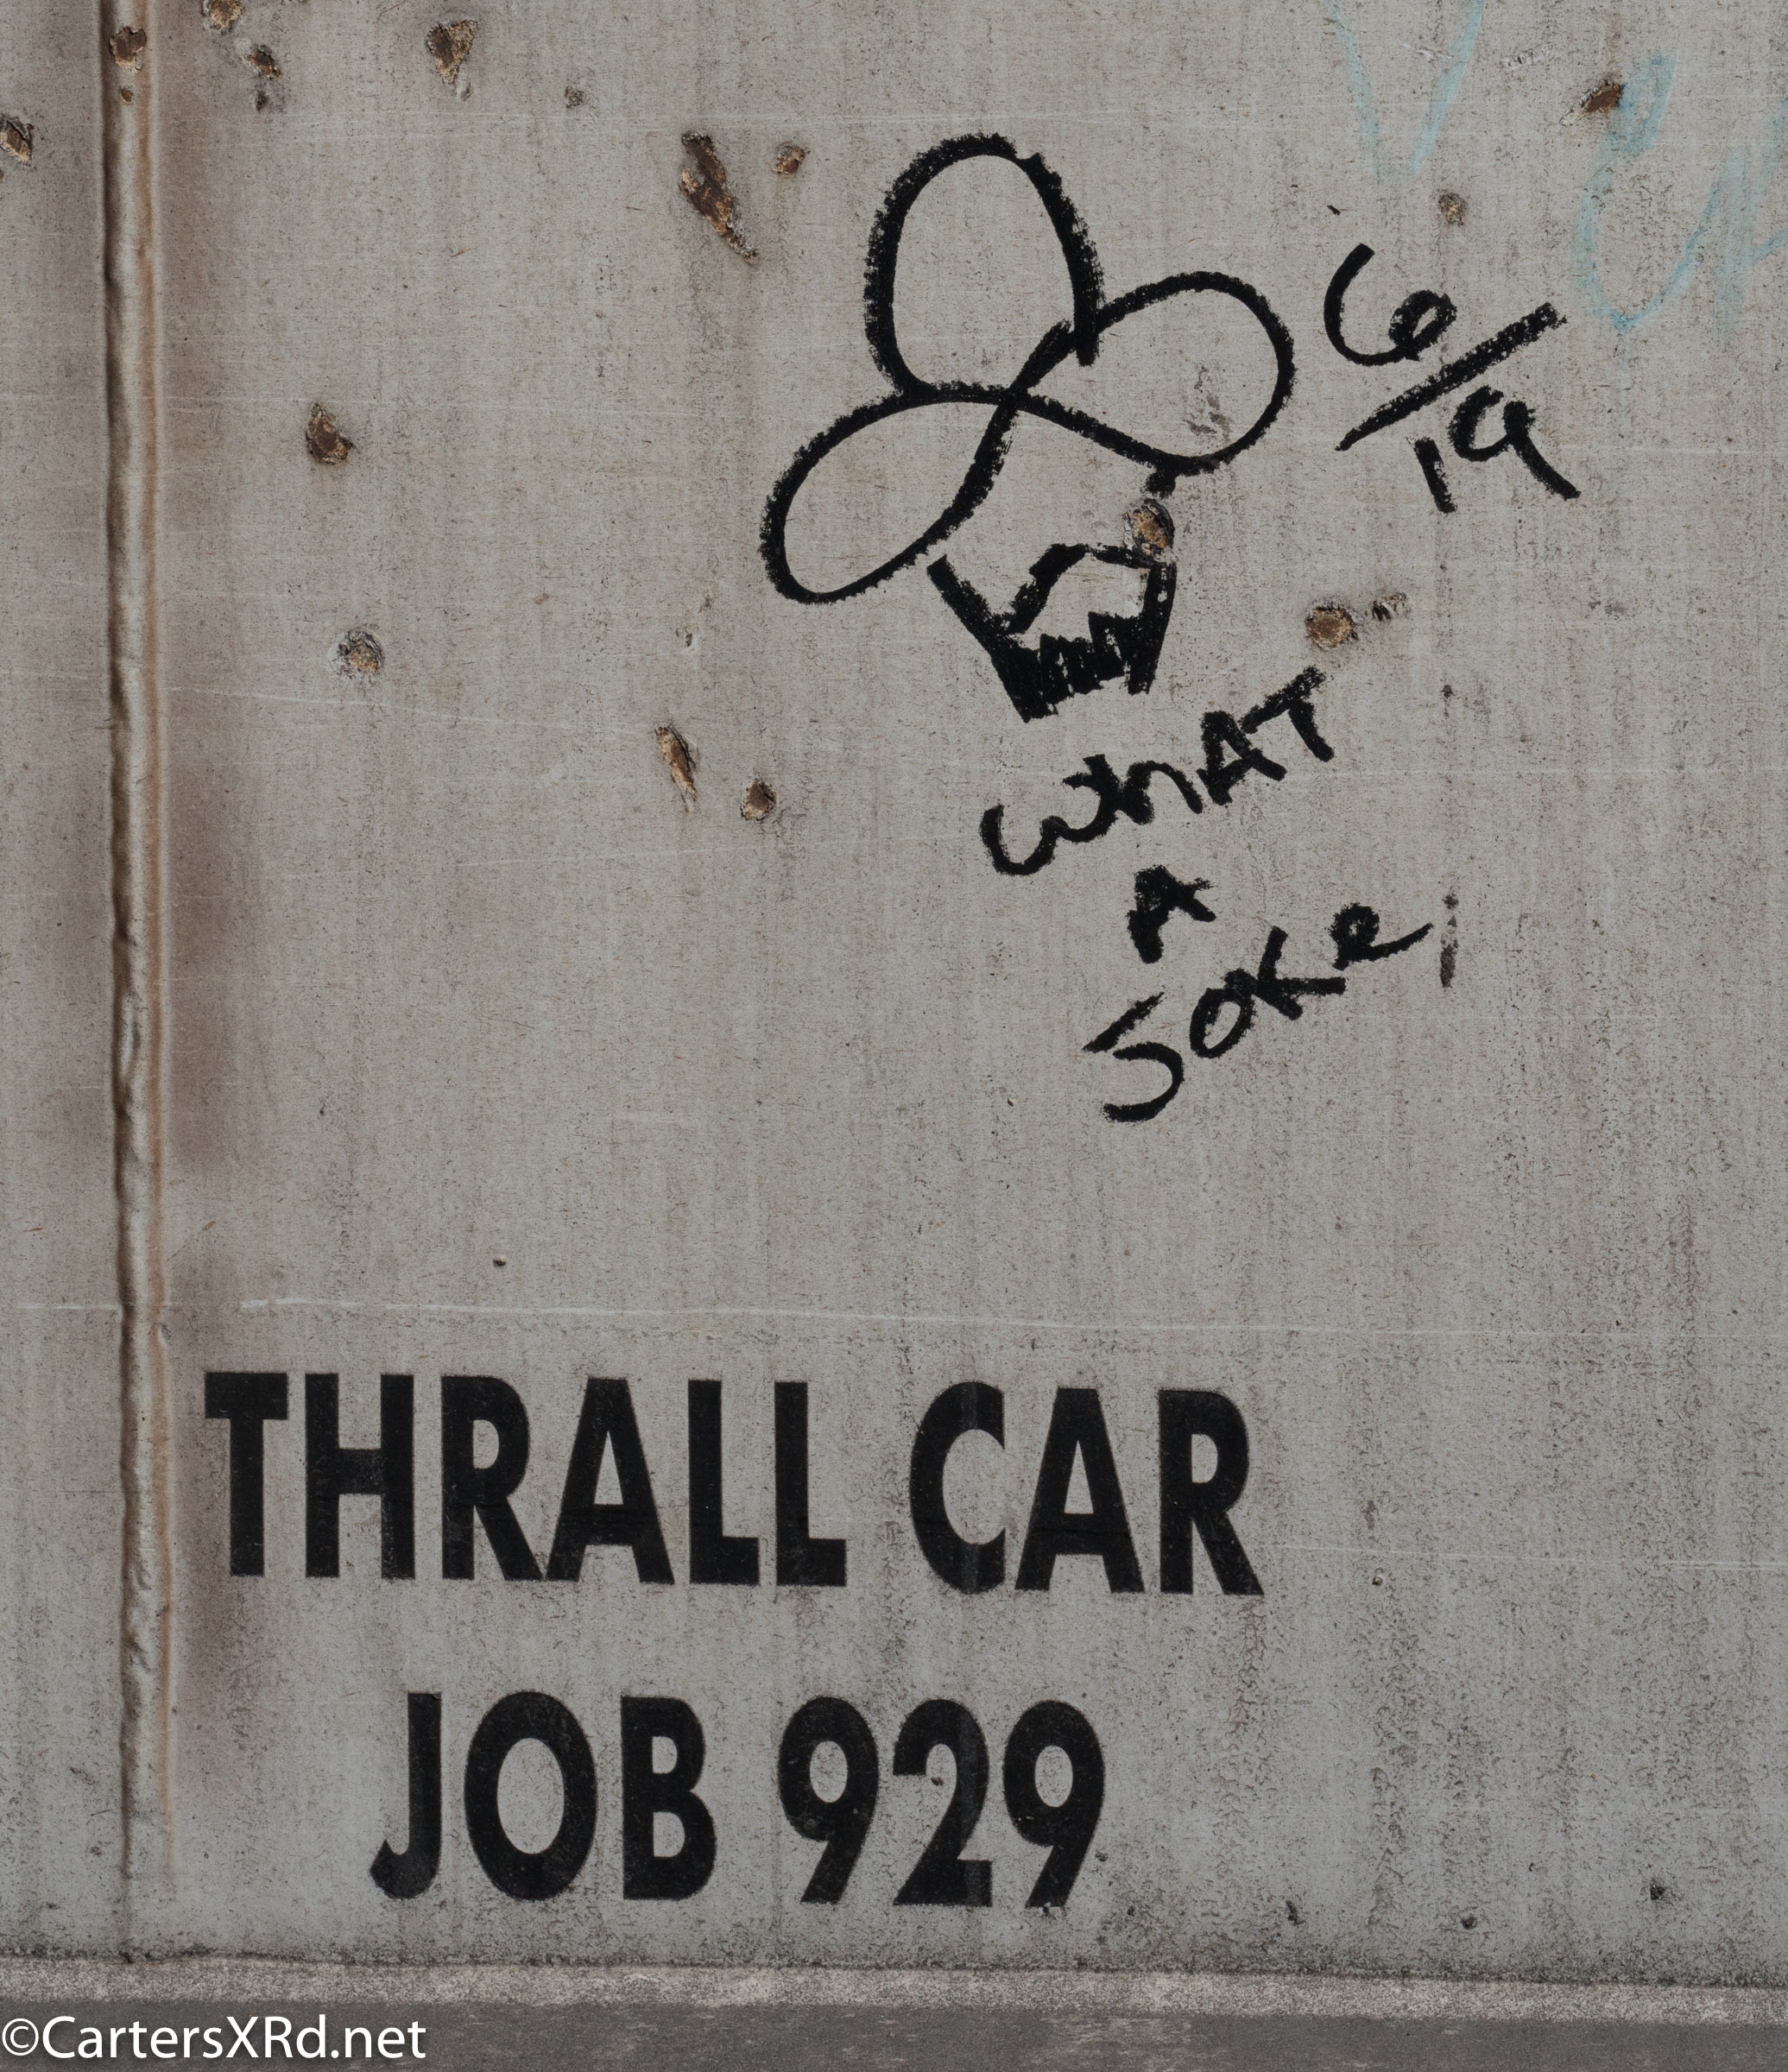 6/19
WHAT
A
JOKe
THRALL CAR
JOB 929
©CartersXRd.net